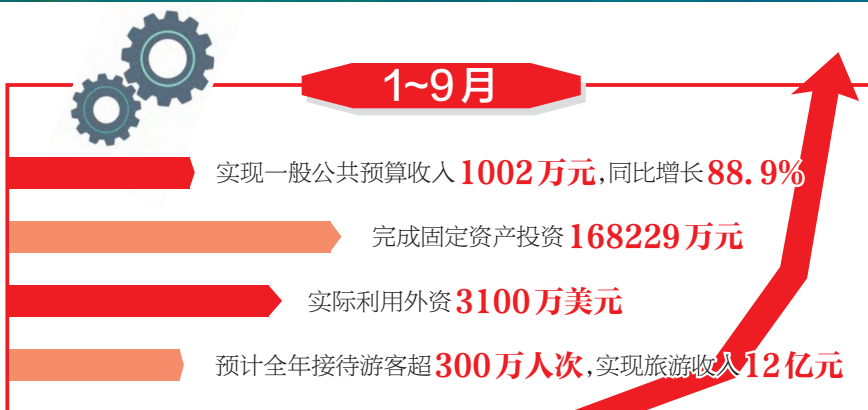 1~9月
实现一般公共预算收入1002万元,同比增长88.9%
完成固定资产投资168229万元
实际利用外资3100万美元
预计全年接待游客超300万人次,实现旅游收入12亿元